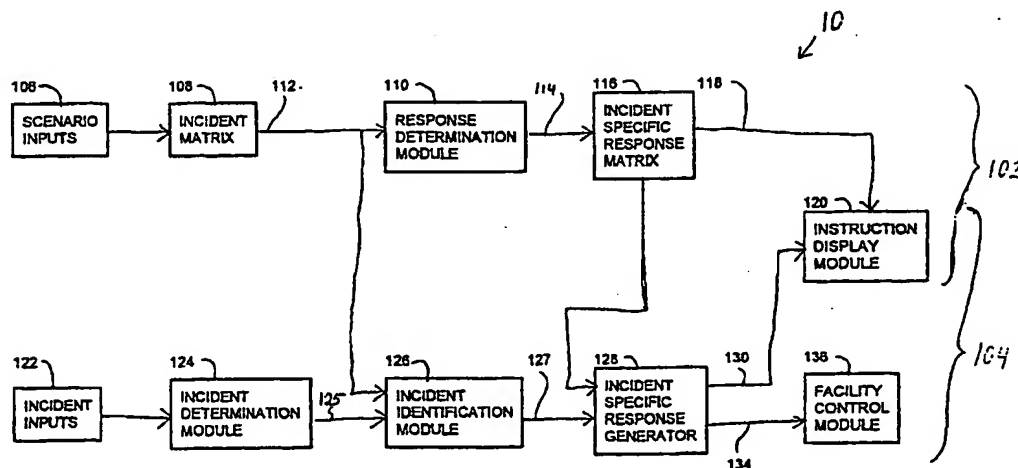 10
106
108
112
110
114
116
118
SCENARIO
INPUTS
INCIDENT
MATRIX
RESPONSE
DETERMINATION
MODULE
INCIDENT
SPECIFIC
RESPONSE
MATRIX
103
120
INSTRUCTION
DISPLAY
MODULE
104
122
124
125
126
127
128
130
136
INCIDENT
INPUTS
INCIDENT
DETERMINATION
MODULE
INCIDENT
IDENTIFICATION
MODULE
INCIDENT
SPECIFIC
RESPONSE
GENERATOR
FACILITY
CONTROL
MODULE
134